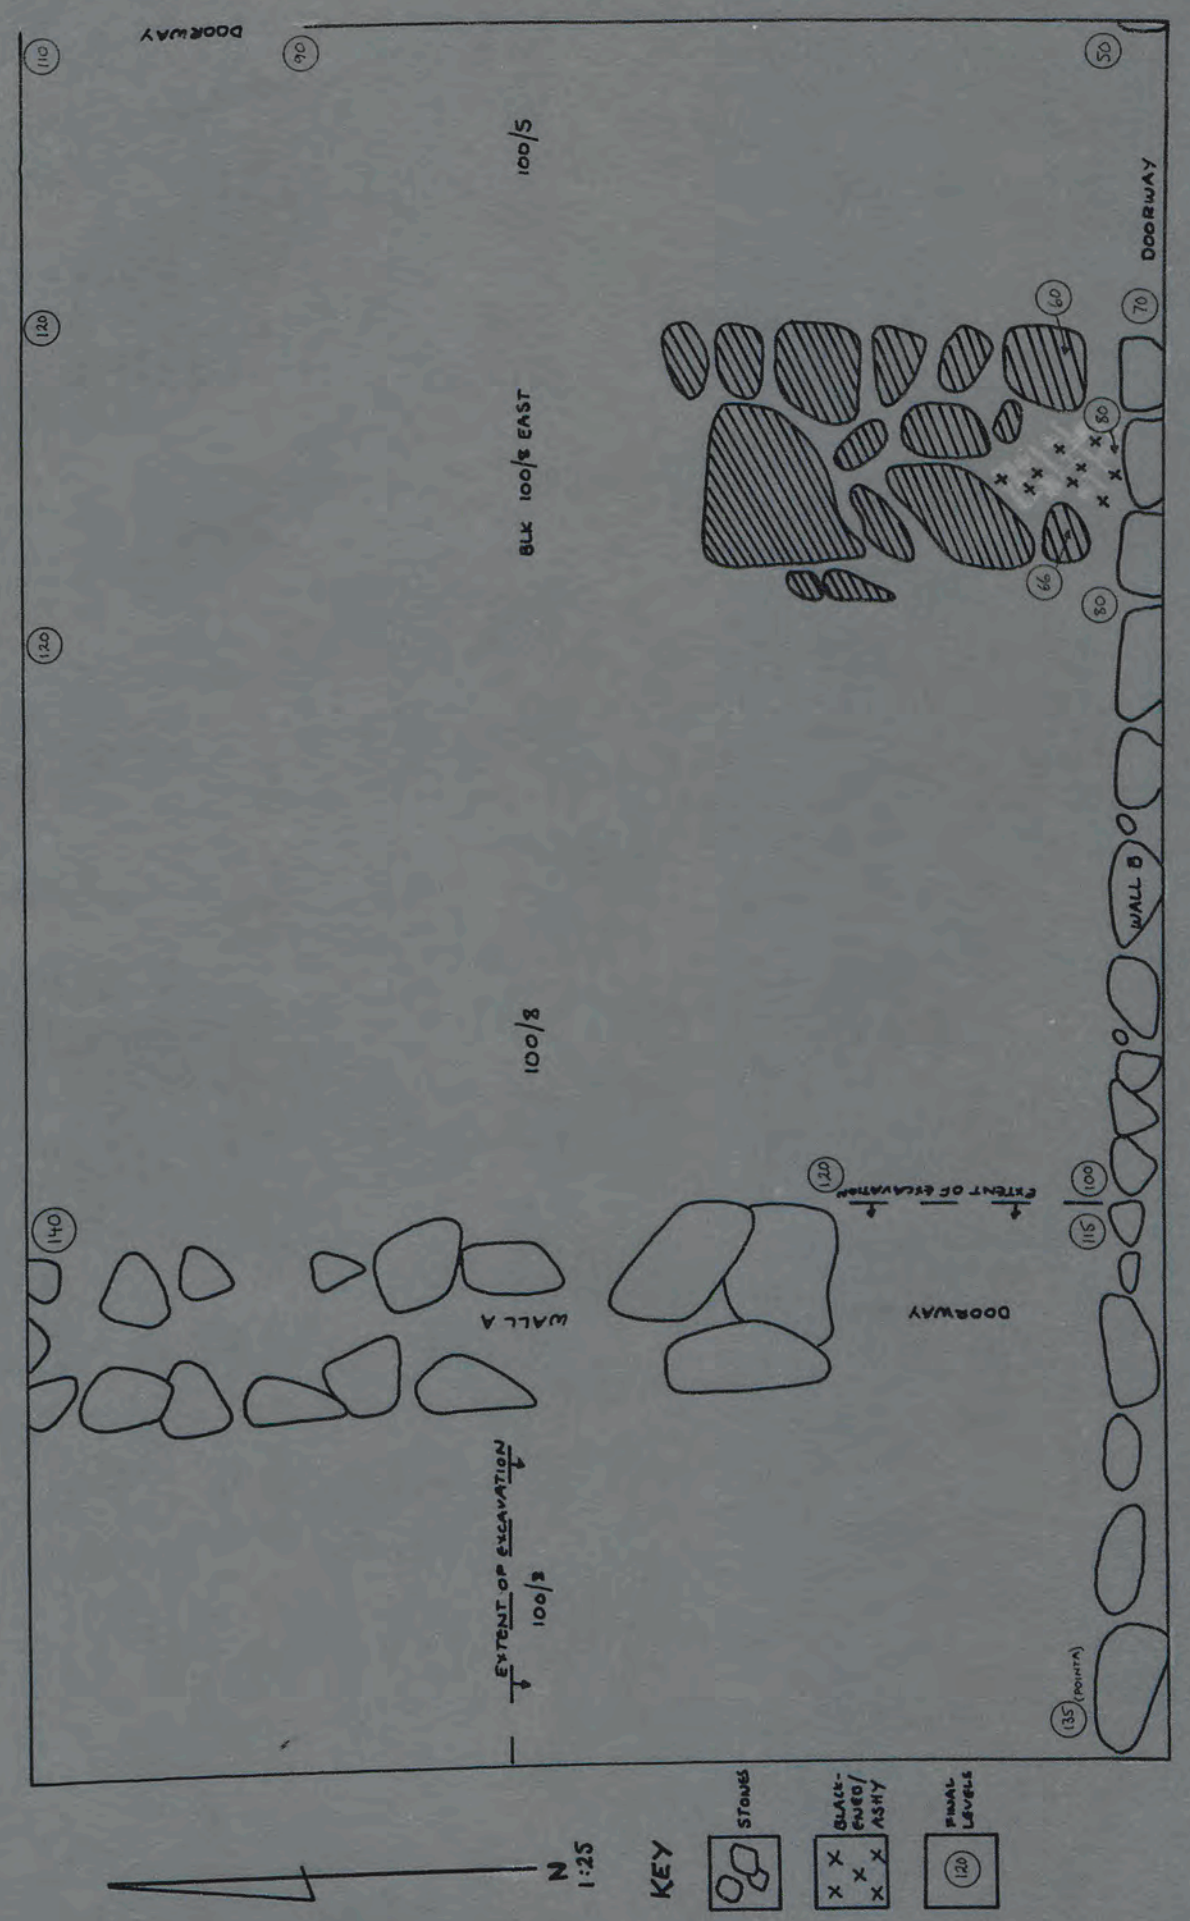 DOORWAY
110
90
50
100/5
DOORWAY
120
60
70
80
BLK 100/8 EAST
66
80
120
WALL B
100/8
120
EXTENT OF EXCAVATION
100
115
140
WALL A
DOORWAY
EXTENT OF EXCAVATION
100/8
135 (POINT A)
N
1:25
KEY
STONES
BLACK-
ENED/
ASHY
120
FINAL
LEVELS